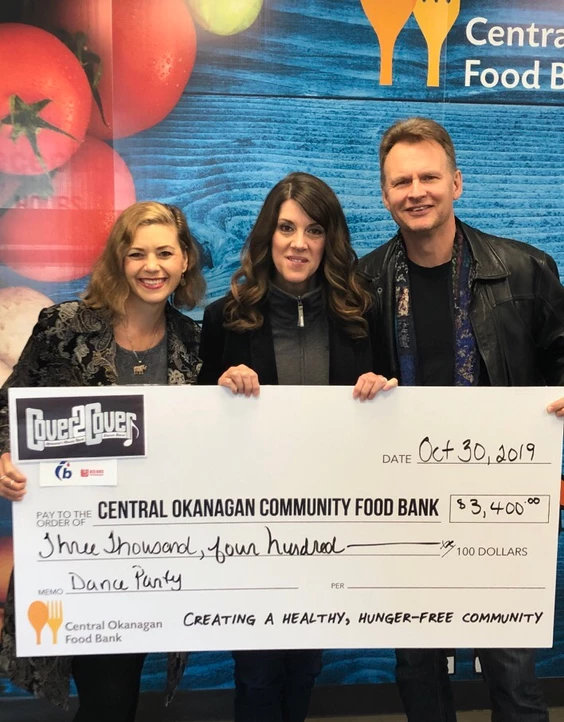 Centra
Food B
Cover2Cover
DATE Oct 30, 2019
PAY TO THE
ORDER OF CENTRAL OKANAGAN COMMUNITY FOOD BANK $3,400.00
Three Thousand, four hundred xx/100 DOLLARS
MEMO Dance Party PER
Central Okanagan
Food Bank
CREATING A HEALTHY, HUNGER-FREE COMMUNITY